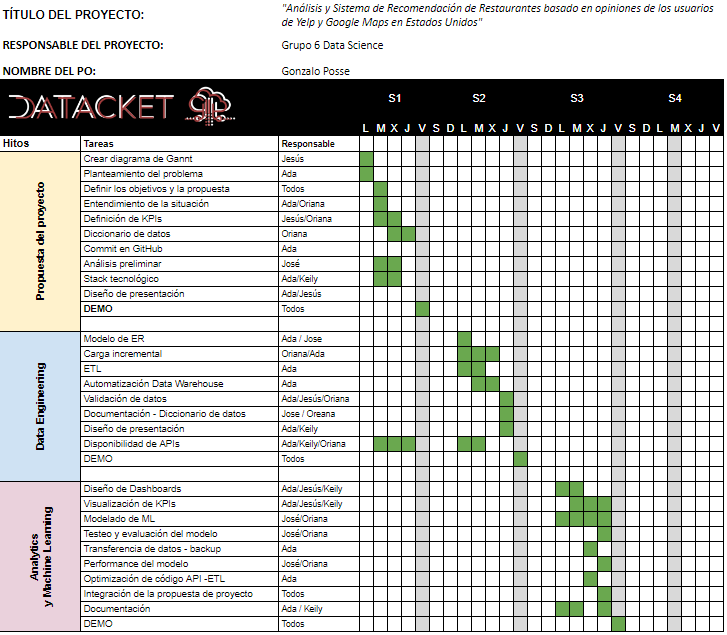 TÍTULO DEL PROYECTO:
"Análisis y Sistema de Recomendación de Restaurantes basado en opiniones de los usuarios
de Yelp y Google Maps en Estados Unidos"
RESPONSABLE DEL PROYECTO:
Grupo 6 Data Science
NOMBRE DEL PO:
Gonzalo Posse
DATACKET
S1 S2 S3 S4
L M X J V S D L M X J V S D L M X J V S D L M X J V
Hitos Tareas Responsable
Propuesta del proyecto
Crear diagrama de Gannt Jesús
Planteamiento del problema Ada
Definir los objetivos y la propuesta Todos
Entendimiento de la situación Ada/Oriana
Definición de KPIs Jesús/Oriana
Diccionario de datos Oriana
Commit en GitHub Ada
Análisis preliminar José
Stack tecnológico Ada/Keily
Diseño de presentación Ada/Jesús
DEMO Todos
Data Engineering
Modelo de ER Ada / Jose
Carga incremental Oriana/Ada
ETL Ada
Automatización Data Warehouse Ada
Validación de datos Ada/Jesús/Oriana
Documentación - Diccionario de datos Jose / Oreana
Diseño de presentación Ada/Keily
Disponibilidad de APIs Ada/Keily/Oriana
DEMO Todos
Analytics
y Machine Learning
Diseño de Dashboards Ada/Jesús/Keily
Visualización de KPIs Ada/Jesús/Keily
Modelado de ML José/Oriana
Testeo y evaluación del modelo José/Oriana
Transferencia de datos - backup Ada
Performance del modelo José/Oriana
Optimización de código API -ETL Ada
Integración de la propuesta de proyecto Todos
Documentación Ada / Keily
DEMO Todos